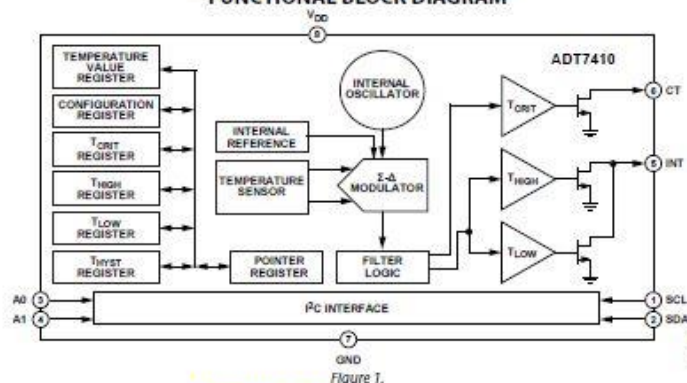 FUNCTIONAL BLOCK DIAGRAM
VDD
8
TEMPERATURE
VALUE
REGISTER
CONFIGURATION
REGISTER
TCRIT
REGISTER
THIGH
REGISTER
TLOW
REGISTER
THYST
REGISTER
INTERNAL
OSCILLATOR
INTERNAL
REFERENCE
TEMPERATURE
SENSOR
Σ-Δ
MODULATOR
POINTER
REGISTER
FILTER
LOGIC
ADT7410
TCRIT
THIGH
TLOW
6 CT
5 INT
A0 3
A1 4
I²C INTERFACE
1 SCL
2 SDA
7
GND
Figure 1.